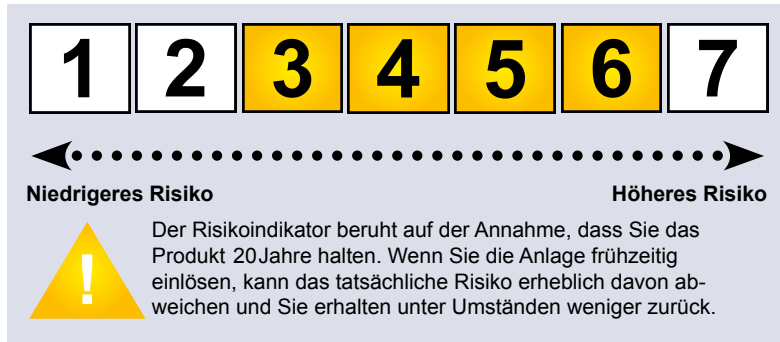 1 2 3 4 5 6 7
Niedrigeres Risiko Höheres Risiko
!
Der Risikoindikator beruht auf der Annahme, dass Sie das
Produkt 20Jahre halten. Wenn Sie die Anlage frühzeitig
einlösen, kann das tatsächliche Risiko erheblich davon ab-
weichen und Sie erhalten unter Umständen weniger zurück.